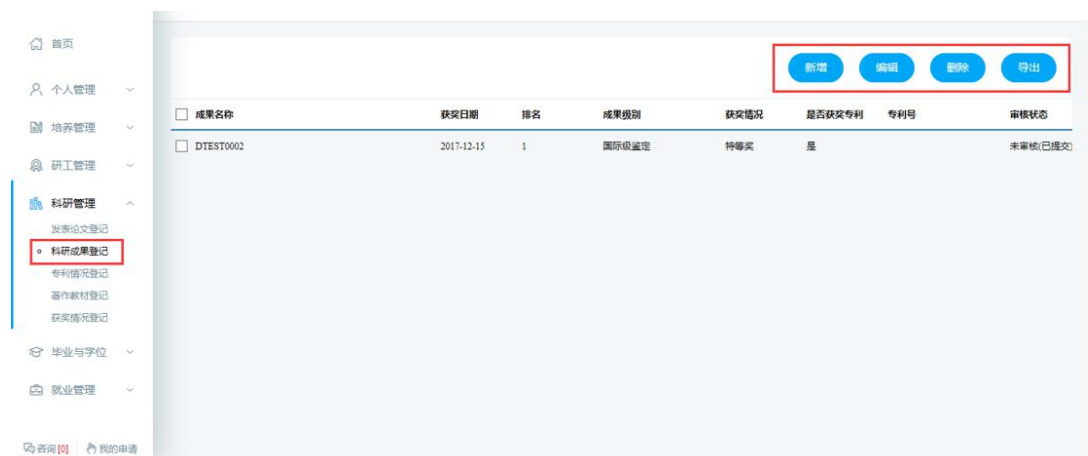 首页
个人管理
培养管理
研工管理
科研管理
发表论文登记
科研成果登记
专利情况登记
著作教材登记
获奖情况登记
毕业与学位
就业管理
咨询[0] 我的申请
新增 编辑 删除 导出
成果名称 获奖日期 排名 成果级别 获奖情况 是否获奖专利 专利号 审核状态
DTEST0002 2017-12-15 1 国际级鉴定 特等奖 是 未审核(已提交)